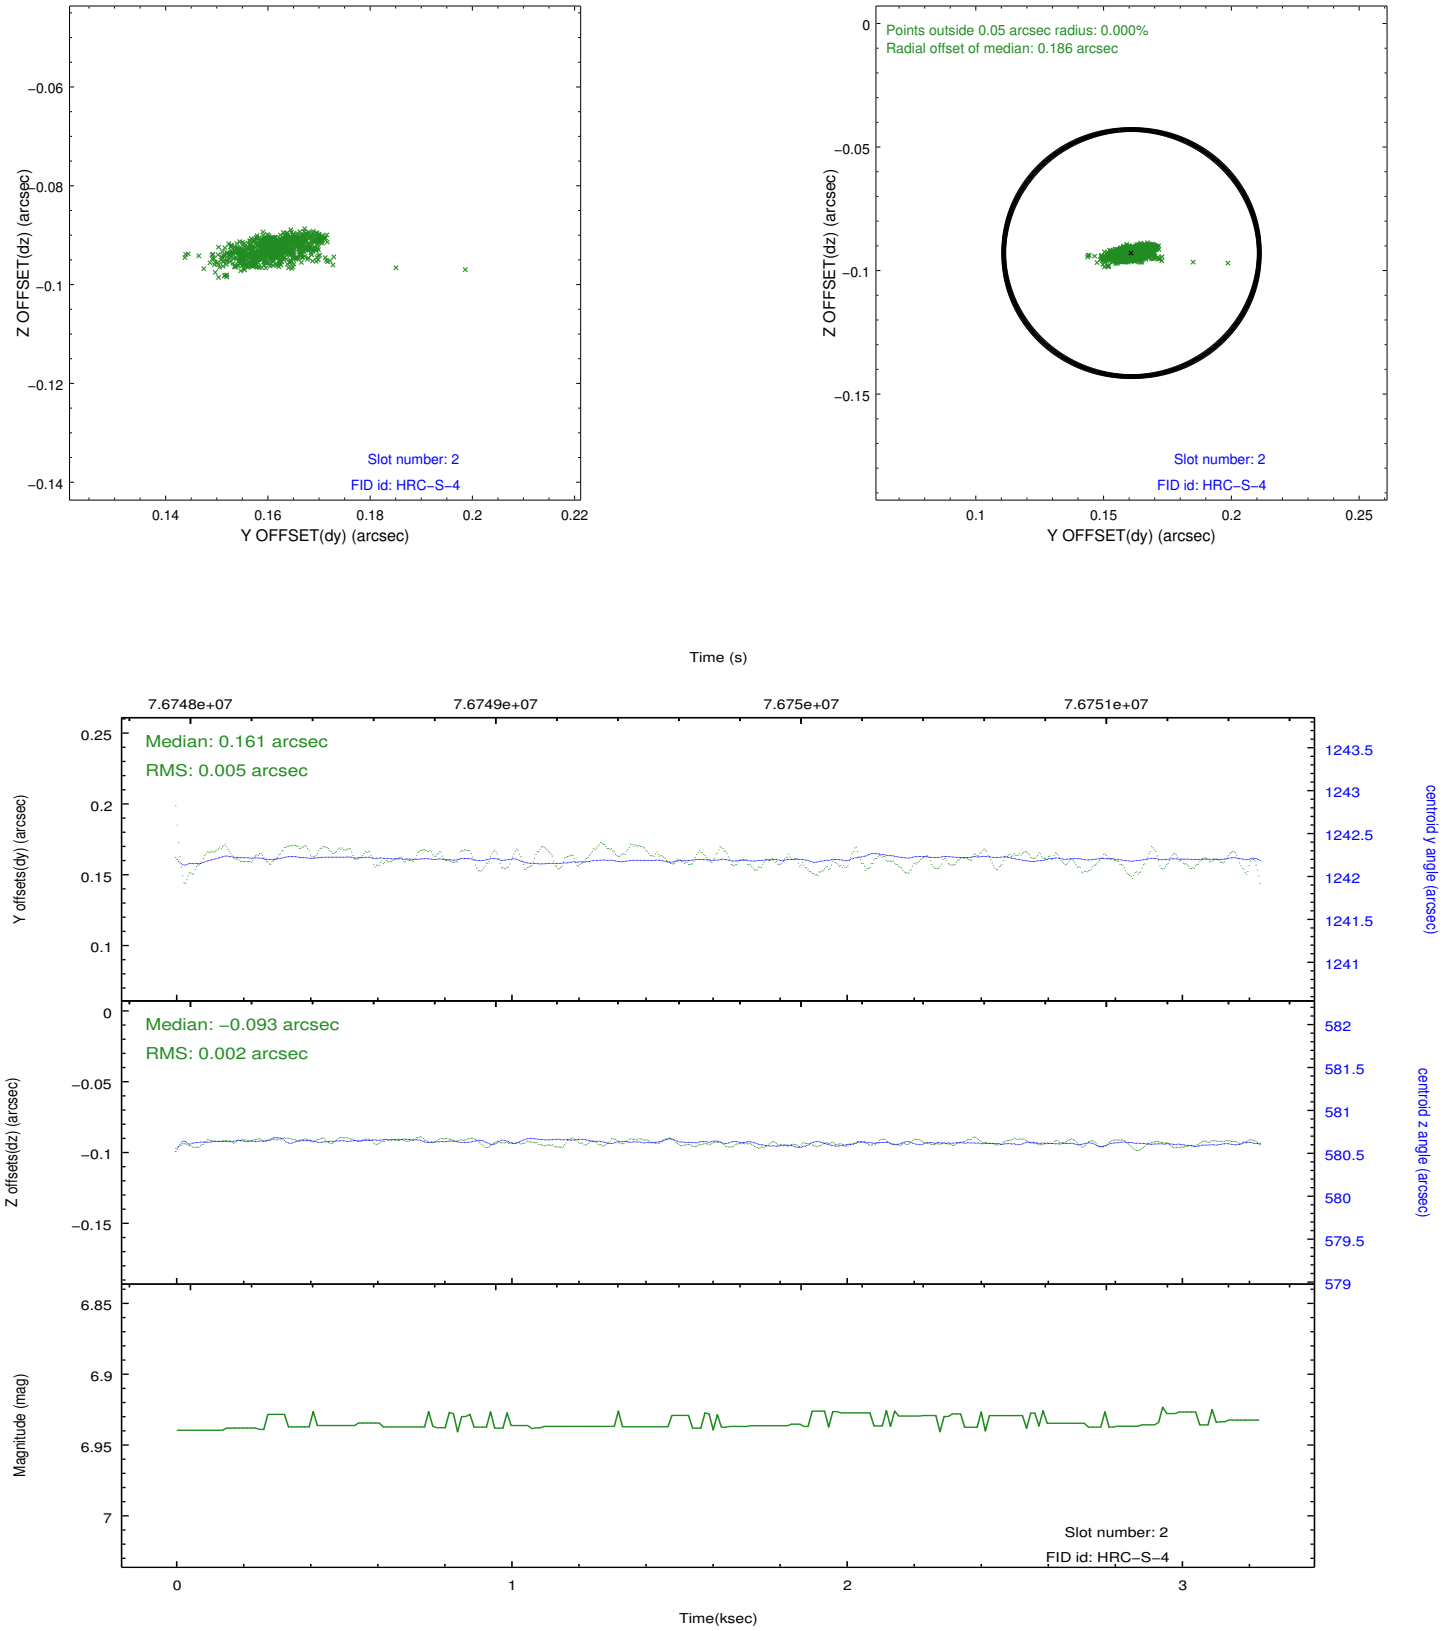 −0.06
−0.08
−0.1
−0.12
−0.14
Z OFFSET(dz) (arcsec)
Slot number: 2
FID id: HRC−S−4
0.14 0.16 0.18 0.2 0.22
Y OFFSET(dy) (arcsec)
Points outside 0.05 arcsec radius: 0.000%
Radial offset of median: 0.186 arcsec
0
−0.05
−0.1
−0.15
Z OFFSET(dz) (arcsec)
Slot number: 2
FID id: HRC−S−4
0.1 0.15 0.2 0.25
Y OFFSET(dy) (arcsec)
Time (s)
7.6748e+07 7.6749e+07 7.675e+07 7.6751e+07
Median: 0.161 arcsec
RMS: 0.005 arcsec
0.25
0.2
0.15
0.1
Y offsets(dy) (arcsec)
1243.5
1243
1242.5
1242
1241.5
1241
centroid y angle (arcsec)
Median: −0.093 arcsec
RMS: 0.002 arcsec
0
−0.05
−0.1
−0.15
Z offsets(dz) (arcsec)
582
581.5
581
580.5
580
579.5
579
centroid z angle (arcsec)
6.85
6.9
6.95
7
Magnitude (mag)
Slot number: 2
FID id: HRC−S−4
0 1 2 3
Time(ksec)